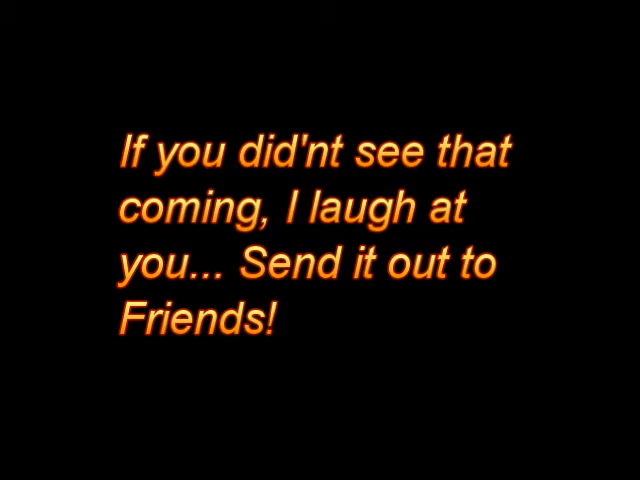 If you did'nt see that
coming, I laugh at
you... Send it out to
Friends!